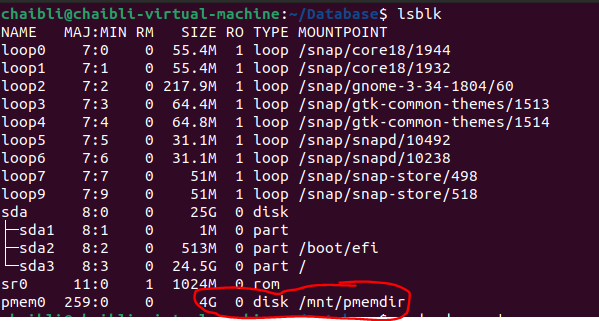 chaibli@chaibli-virtual-machine:~/Database$ lsblk
NAME MAJ:MIN RM SIZE RO TYPE MOUNTPOINT
loop0 7:0 0 55.4M 1 loop /snap/core18/1944
loop1 7:1 0 55.4M 1 loop /snap/core18/1932
loop2 7:2 0 217.9M 1 loop /snap/gnome-3-34-1804/60
loop3 7:3 0 64.4M 1 loop /snap/gtk-common-themes/1513
loop4 7:4 0 64.8M 1 loop /snap/gtk-common-themes/1514
loop5 7:5 0 31.1M 1 loop /snap/snapd/10492
loop6 7:6 0 31.1M 1 loop /snap/snapd/10238
loop7 7:7 0 51M 1 loop /snap/snap-store/498
loop9 7:9 0 51M 1 loop /snap/snap-store/518
sda 8:0 0 25G 0 disk
├─sda1 8:1 0 1M 0 part
├─sda2 8:2 0 513M 0 part /boot/efi
└─sda3 8:3 0 24.5G 0 part /
sr0 11:0 1 1024M 0 rom
pmem0 259:0 0 4G 0 disk /mnt/pmemdir